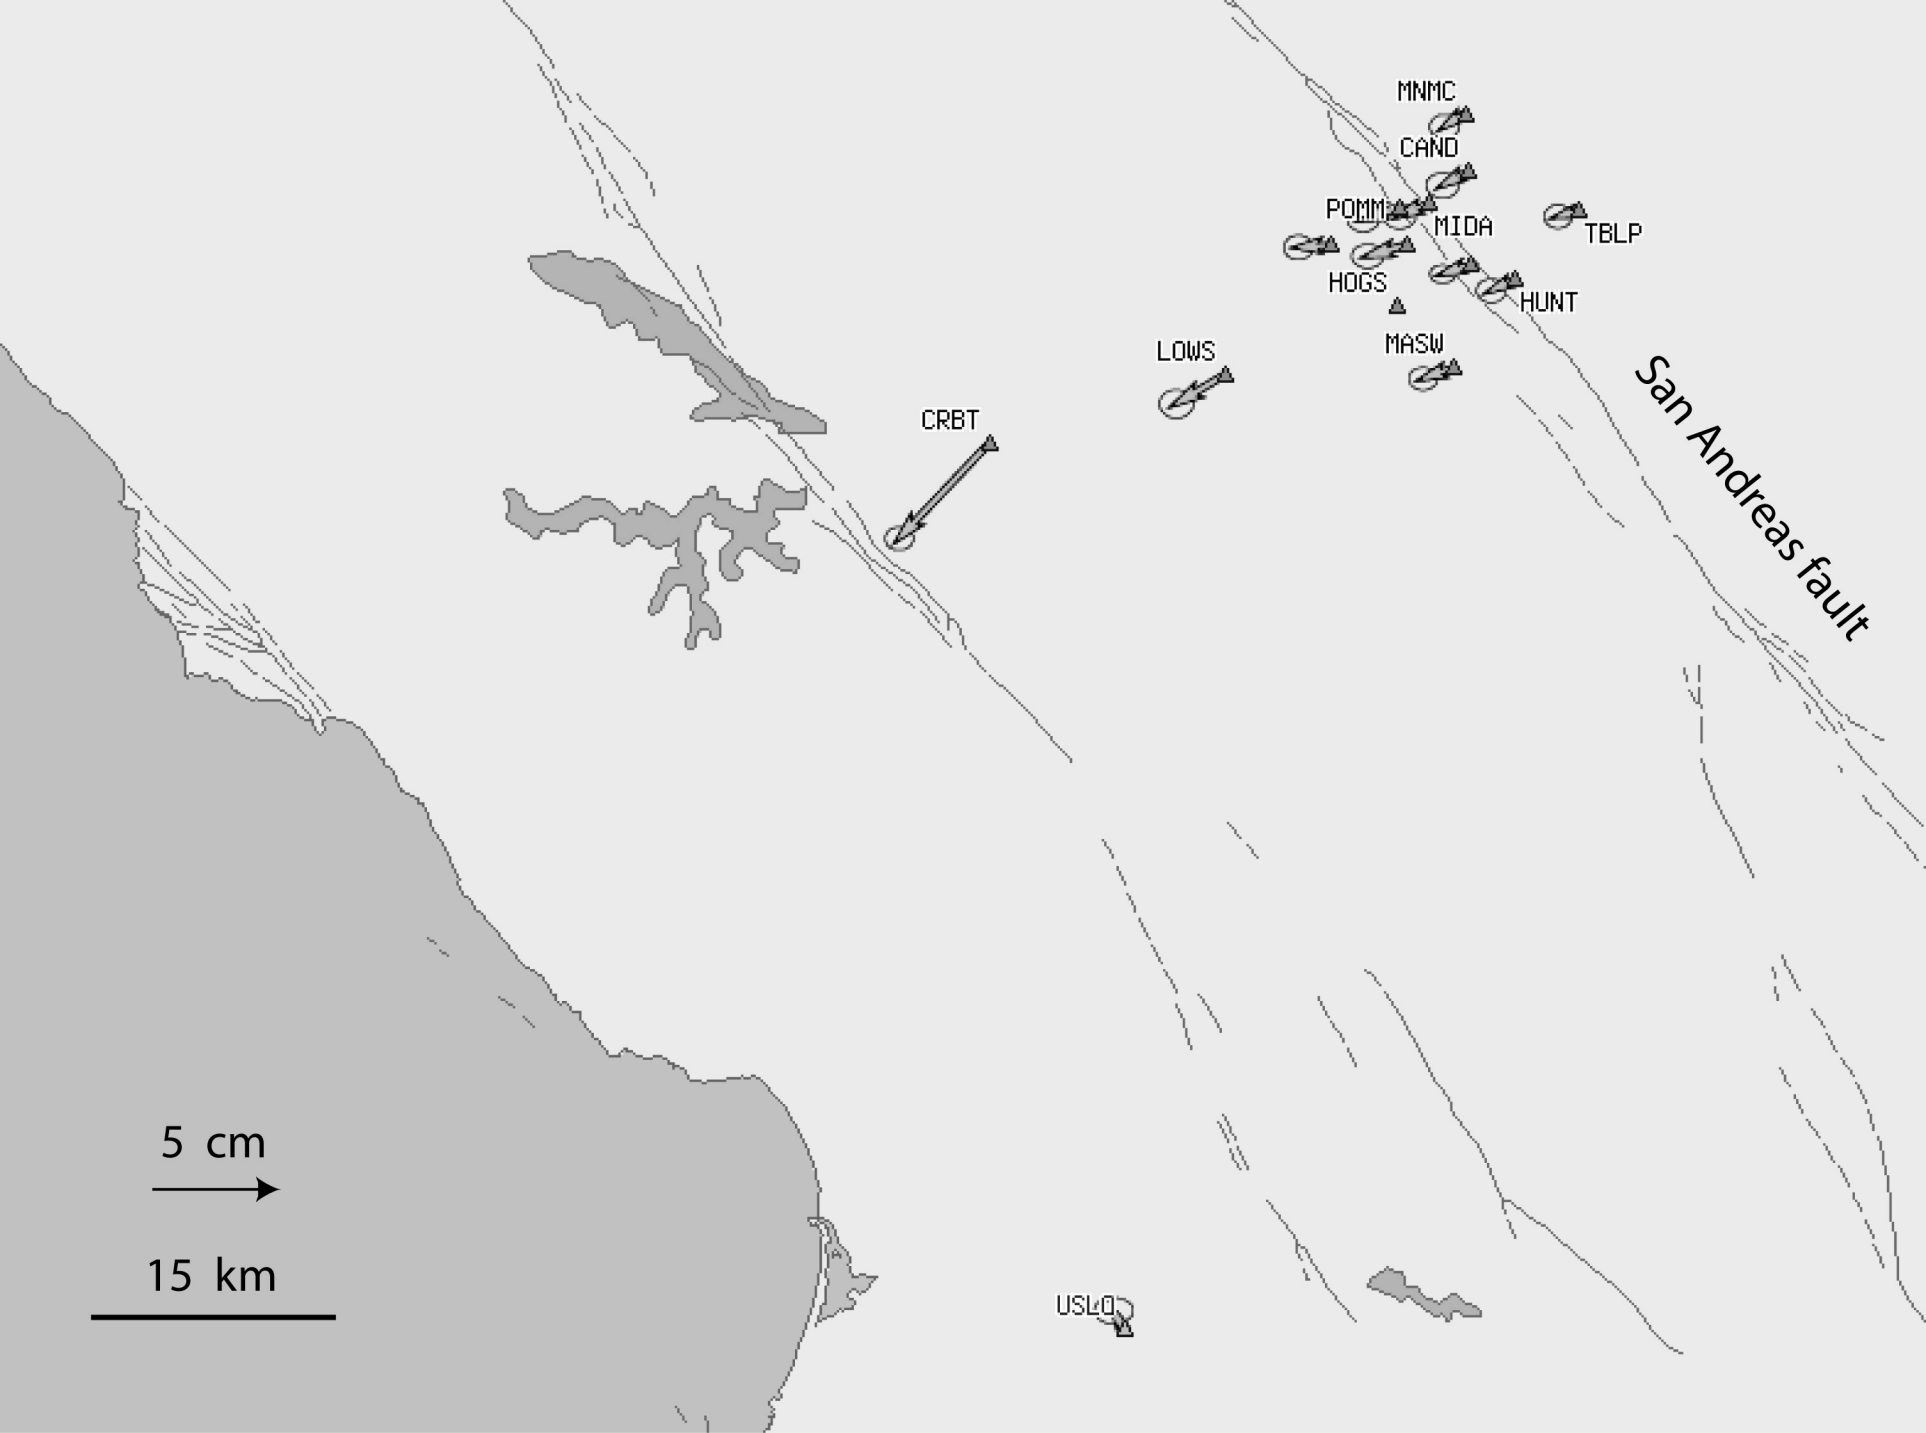 MNMC
CAND
POMM
MIDA
TBLP
HOGS
HUNT
MASW
LOWS
San Andreas fault
CRBT
5 cm
15 km
USLO